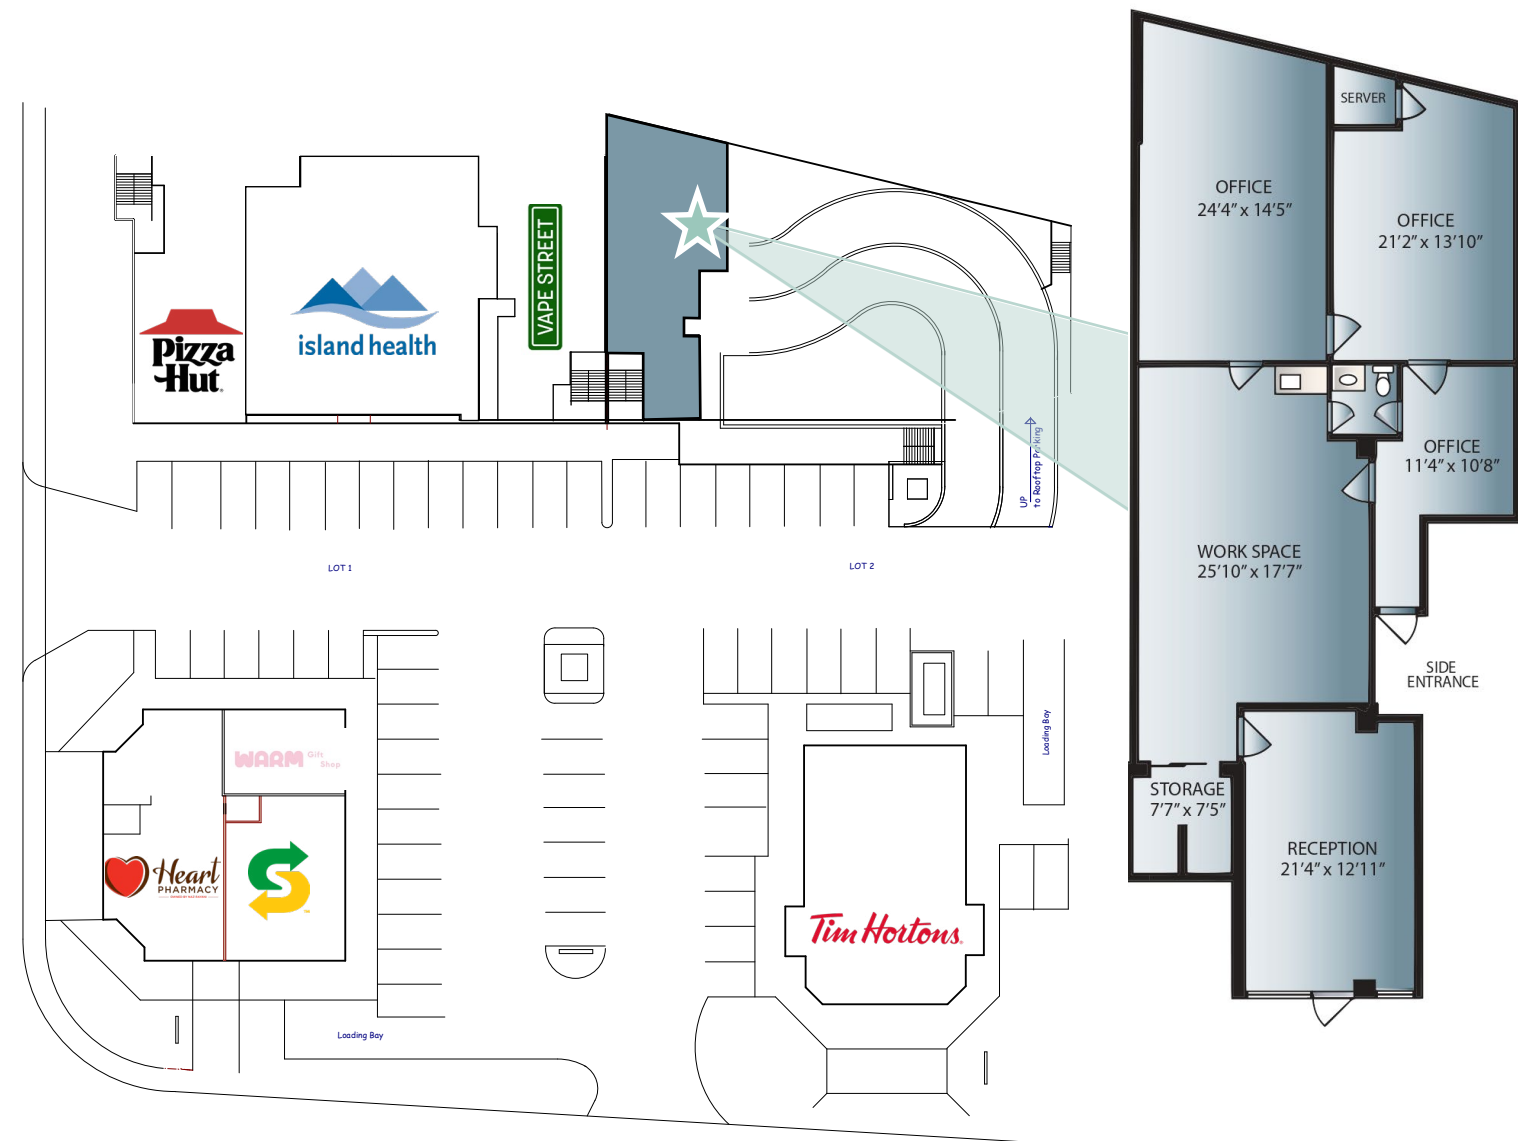 Pizza
Hut
island health
VAPE STREET
UP
to Rooftop Parking
LOT 1
LOT 2
WARM Gift
Shop
Heart
PHARMACY
Tim Hortons
Loading Bay
Loading Bay
SERVER
OFFICE
24'4" x 14'5"
OFFICE
21'2" x 13'10"
OFFICE
11'4" x 10'8"
WORK SPACE
25'10" x 17'7"
SIDE
ENTRANCE
STORAGE
7'7" x 7'5"
RECEPTION
21'4" x 12'11"